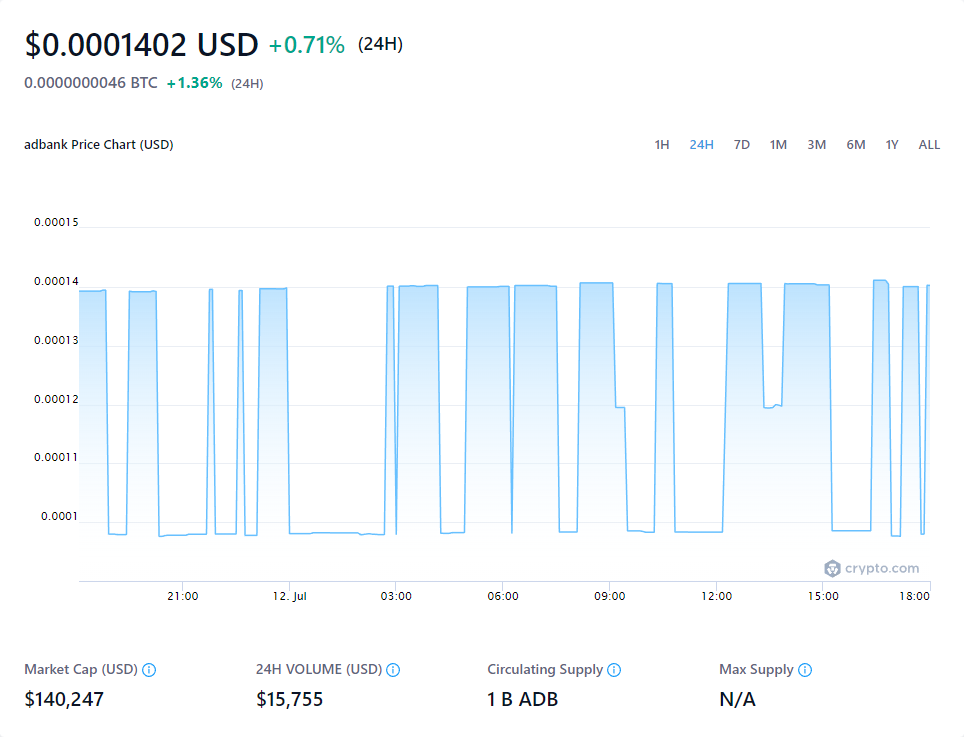 $0.0001402 USD +0.71% (24H)
0.0000000046 BTC +1.36% (24H)
adbank Price Chart (USD)
1H 24H 7D 1M 3M 6M 1Y ALL
0.00015
0.00014
0.00013
0.00012
0.00011
0.0001
crypto.com
21:00 12. Jul 03:00 06:00 09:00 12:00 15:00 18:00
Market Cap (USD) 24H VOLUME (USD) Circulating Supply Max Supply
$140,247 $15,755 1 B ADB N/A